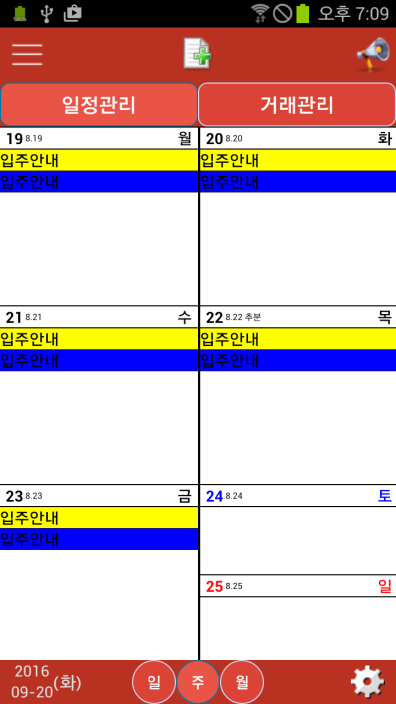 오후 7:09
일정관리 거래관리
19 8.19 월 20 8.20 화
입주안내 입주안내
입주안내 입주안내
21 8.21 수 22 8.22 추분 목
입주안내 입주안내
입주안내 입주안내
23 8.23 금 24 8.24 토
입주안내
입주안내
25 8.25 일
2016
09-20 (화) 일 주 월